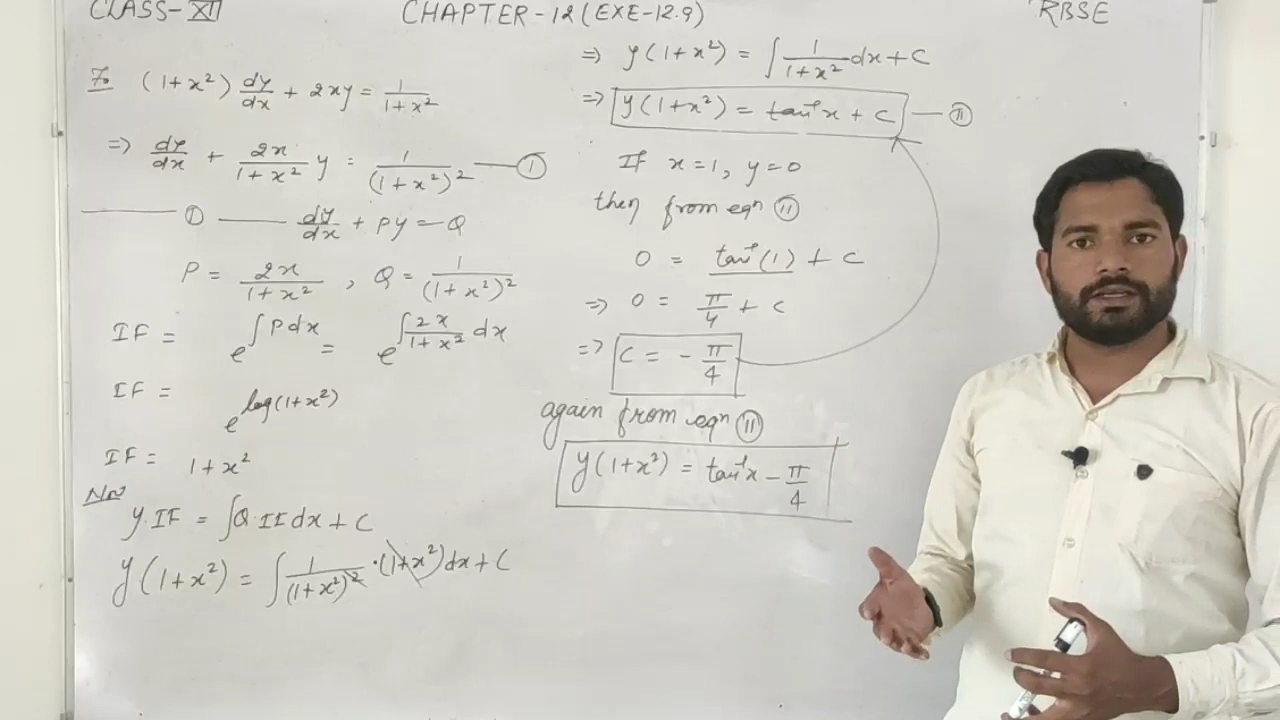 CLASS-XII CHAPTER-12(EXE-12.9) RBSE
7. (1+x²) dy/dx + 2xy = 1/(1+x²)
⇒ dy/dx + 2x/(1+x²) y = 1/(1+x²)² — ①
— ① — dy/dx + Py = Q
P = 2x/(1+x²) , Q = 1/(1+x²)²
IF = e^∫Pdx = e^∫2x/(1+x²) dx
IF = e^log(1+x²)
IF = 1+x²
Now
y.IF = ∫Q.IF dx + C
y(1+x²) = ∫1/(1+x²)² · (1+x²)dx + C
⇒ y(1+x²) = ∫1/(1+x²) dx + C
⇒ y(1+x²) = tan⁻¹x + C — ⑪
If x=1, y=0
then from eqn ⑪
0 = tan⁻¹(1) + C
⇒ 0 = π/4 + C
⇒ C = -π/4
again from eqn ⑪
y(1+x²) = tan⁻¹x - π/4